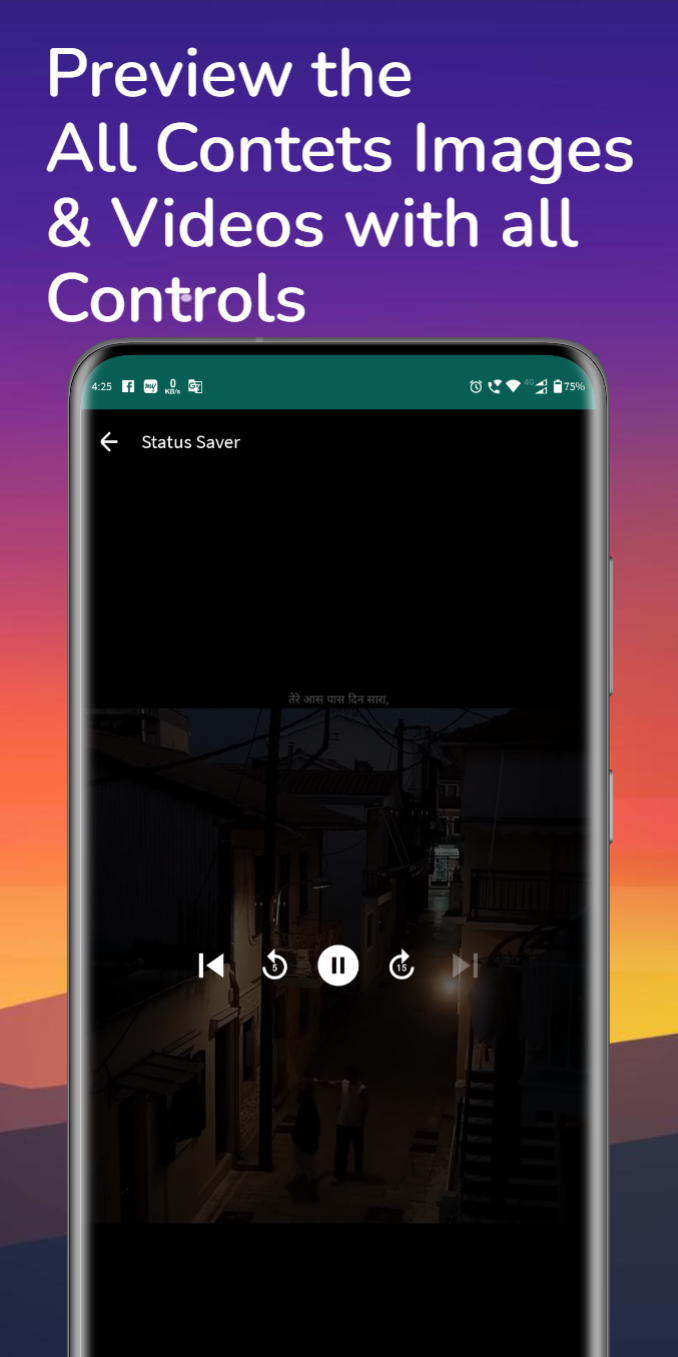 Preview the
All Contets Images
& Videos with all
Controls
4:25 0 KB/s 4G 75%
Status Saver
तेरे आस पास दिन सारा,
5 15